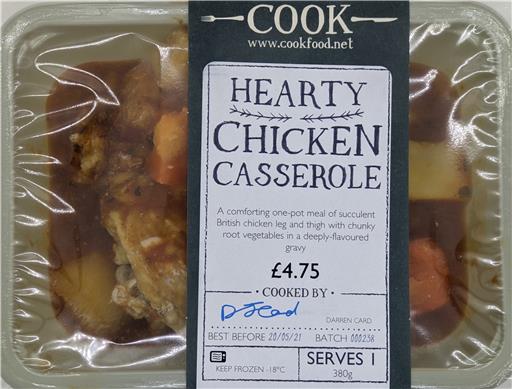 COOK
www.cookfood.net
HEARTY
CHICKEN
CASSEROLE
A comforting one-pot meal of succulent
British chicken leg and thigh with chunky
root vegetables in a deeply-flavoured
gravy
£4.75
· COOKED BY ·
DARREN CARD
BEST BEFORE 20/05/21 BATCH 000238
KEEP FROZEN -18°C
SERVES 1
380g